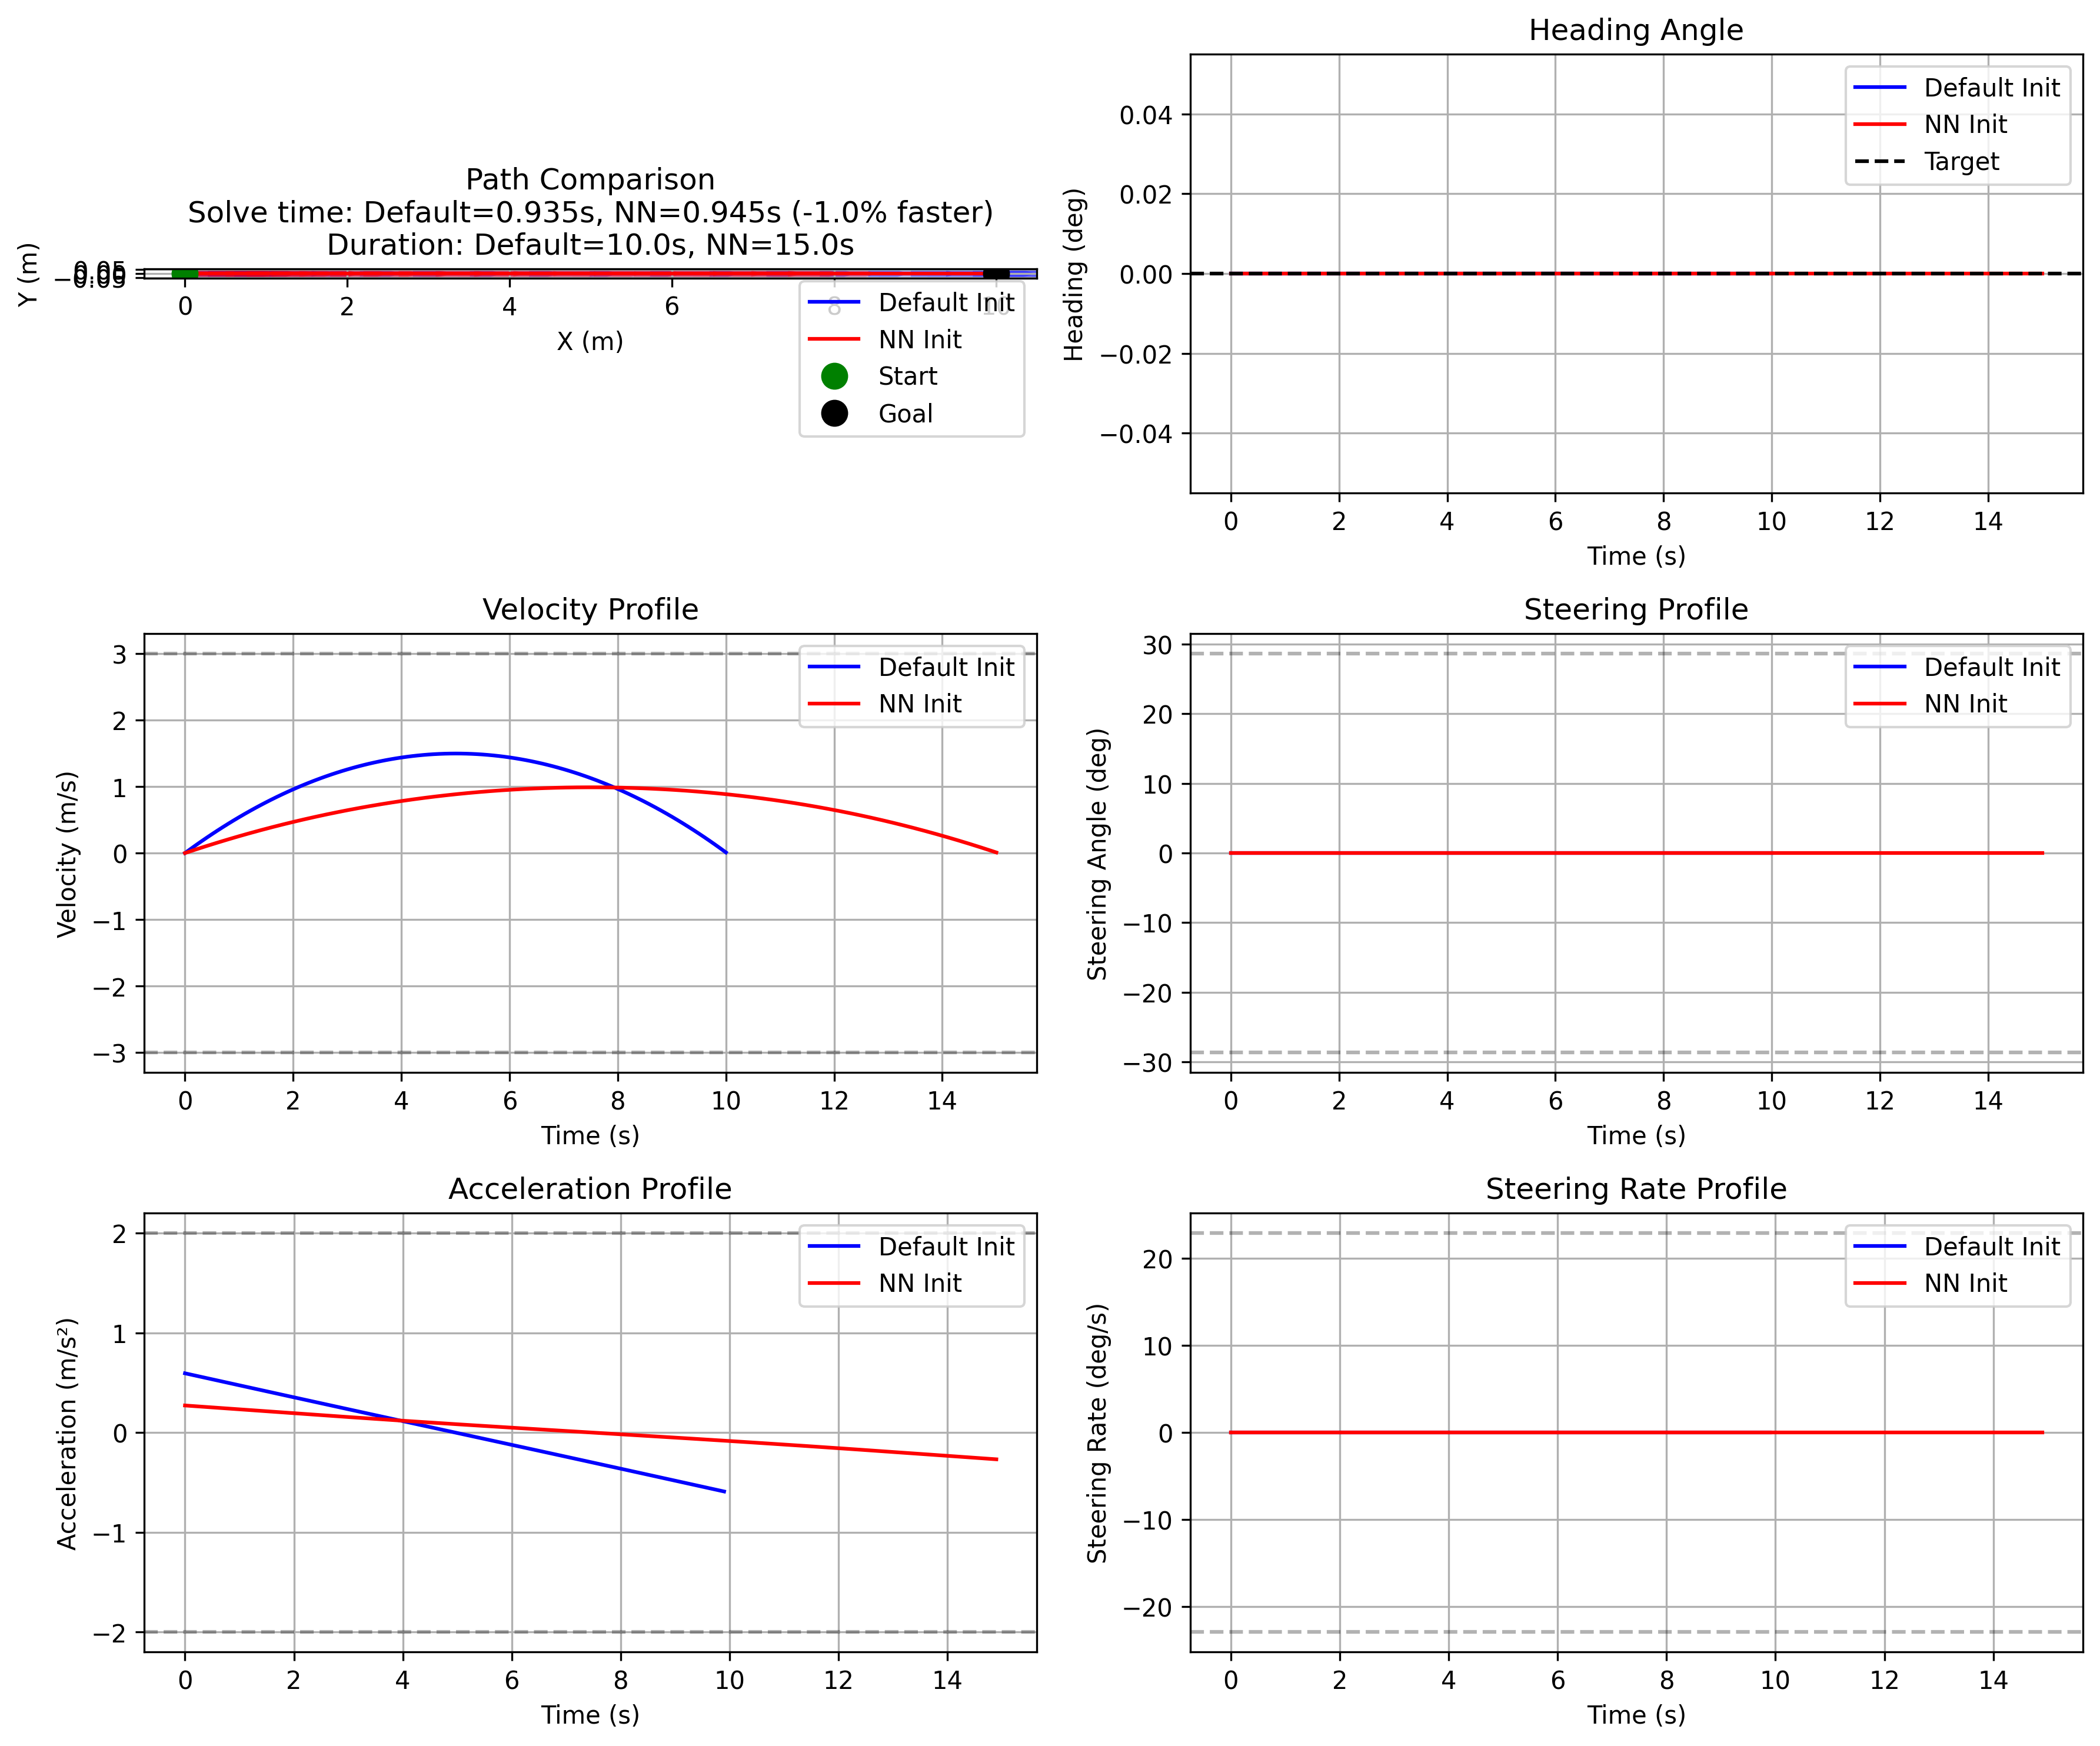 Path Comparison
Solve time: Default=0.935s, NN=0.945s (-1.0% faster)
Duration: Default=10.0s, NN=15.0s
Y (m)
0 2 4 6 8 10
X (m)
Default Init
NN Init
Start
Goal
Heading Angle
Heading (deg)
0.04
0.02
0.00
−0.02
−0.04
Default Init
NN Init
Target
0 2 4 6 8 10 12 14
Time (s)
Velocity Profile
Velocity (m/s)
3
2
1
0
−1
−2
−3
Default Init
NN Init
0 2 4 6 8 10 12 14
Time (s)
Steering Profile
Steering Angle (deg)
30
20
10
0
−10
−20
−30
Default Init
NN Init
0 2 4 6 8 10 12 14
Time (s)
Acceleration Profile
Acceleration (m/s²)
2
1
0
−1
−2
Default Init
NN Init
0 2 4 6 8 10 12 14
Time (s)
Steering Rate Profile
Steering Rate (deg/s)
20
10
0
−10
−20
Default Init
NN Init
0 2 4 6 8 10 12 14
Time (s)